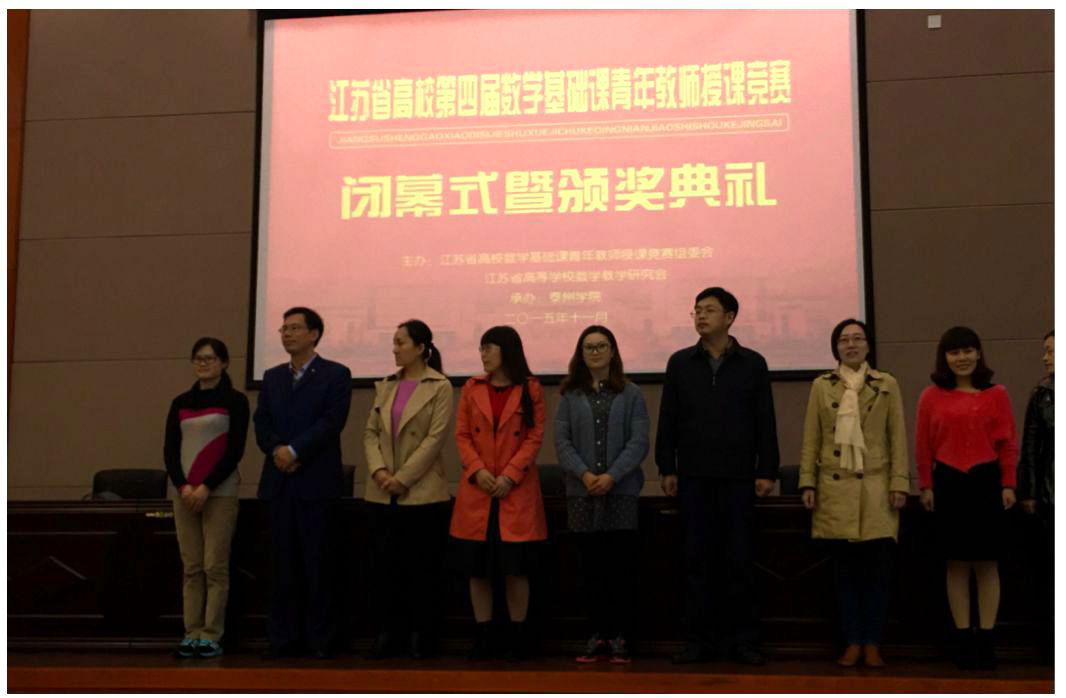 江苏省高校第四届数学基础课青年教师授课竞赛
JIANGSUSHENGGAOXIAODISIJIESHUXUEJICHUKEQINGNIANJIAOSHISHOUKEJINGSAI
闭幕式暨颁奖典礼
主办：江苏省高校数学基础课青年教师授课竞赛组委会
江苏省高等学校数学教学研究会
承办：泰州学院
二〇一五年十一月